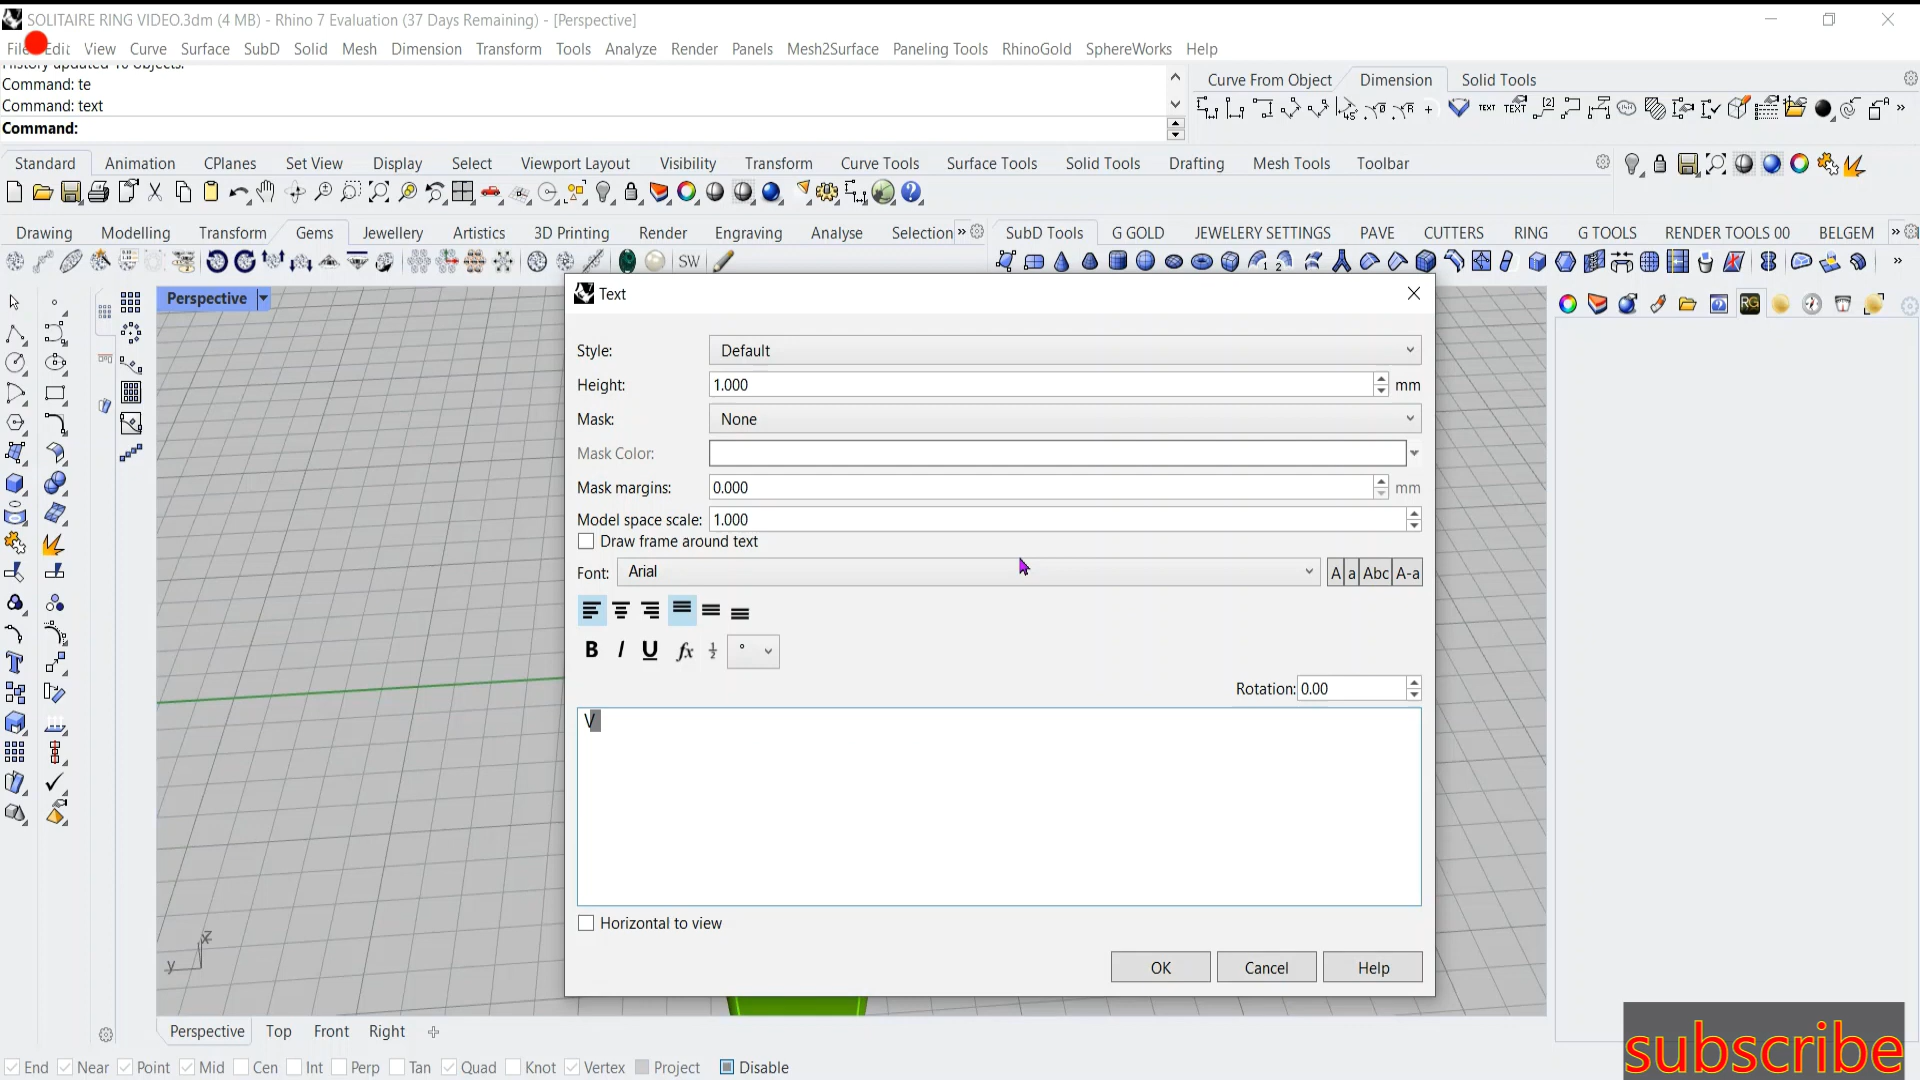 SOLITAIRE RING VIDEO.3dm (4 MB) - Rhino 7 Evaluation (37 Days Remaining) - [Perspective]
File Edit View Curve Surface SubD Solid Mesh Dimension Transform Tools Analyze Render Panels Mesh2Surface Paneling Tools RhinoGold SphereWorks Help
Command: te
Command: text
Command:
Curve From Object Dimension Solid Tools
Standard Animation CPlanes Set View Display Select Viewport Layout Visibility Transform Curve Tools Surface Tools Solid Tools Drafting Mesh Tools Toolbar
Drawing Modelling Transform Gems Jewellery Artistics 3D Printing Render Engraving Analyse Selection
SubD Tools G GOLD JEWELERY SETTINGS PAVE CUTTERS RING G TOOLS RENDER TOOLS 00 BELGEM
SW
RG
Perspective
Text
Style: Default
Height: 1.000 mm
Mask: None
Mask Color:
Mask margins: 0.000 mm
Model space scale: 1.000
Draw frame around text
Font: Arial A a Abc A-a
B I U fx ½ °
Rotation: 0.00
V
Horizontal to view
OK Cancel Help
z
y
Perspective Top Front Right
End Near Point Mid Cen Int Perp Tan Quad Knot Vertex Project Disable
subscribe